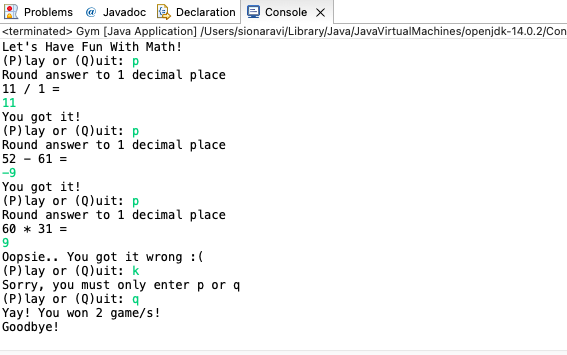 Problems @ Javadoc Declaration Console
<terminated> Gym [Java Application] /Users/sionaravi/Library/Java/JavaVirtualMachines/openjdk-14.0.2/Con
Let's Have Fun With Math!
(P)lay or (Q)uit: p
Round answer to 1 decimal place
11 / 1 =
11
You got it!
(P)lay or (Q)uit: p
Round answer to 1 decimal place
52 - 61 =
-9
You got it!
(P)lay or (Q)uit: p
Round answer to 1 decimal place
60 * 31 =
9
Oopsie.. You got it wrong :(
(P)lay or (Q)uit: k
Sorry, you must only enter p or q
(P)lay or (Q)uit: q
Yay! You won 2 game/s!
Goodbye!